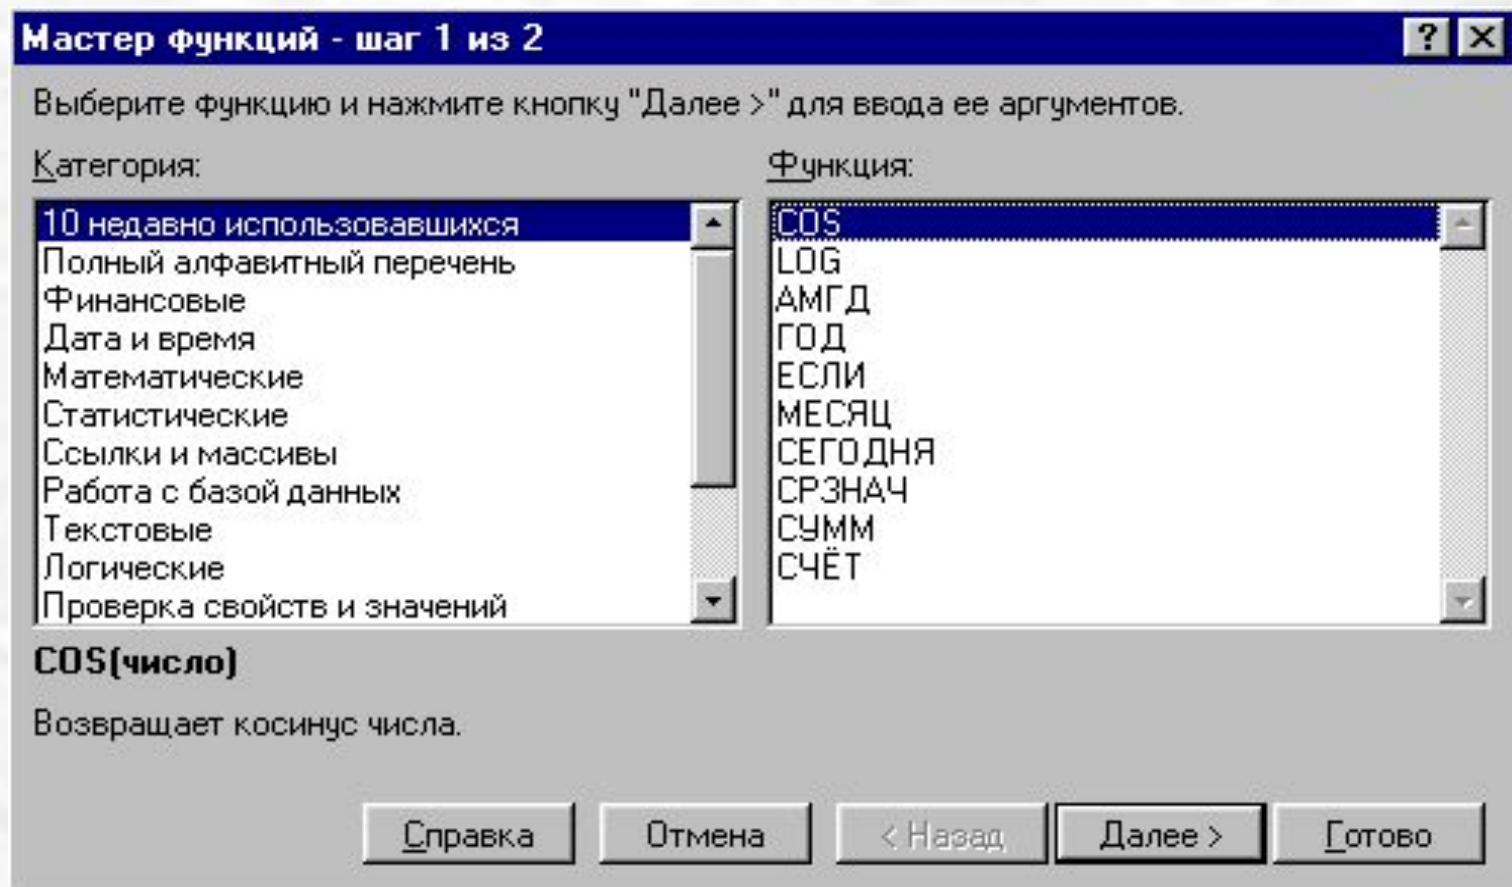 Мастер функций - шаг 1 из 2
Выберите функцию и нажмите кнопку "Далее >" для ввода ее аргументов.
Категория:
10 недавно использовавшихся
Полный алфавитный перечень
Финансовые
Дата и время
Математические
Статистические
Ссылки и массивы
Работа с базой данных
Текстовые
Логические
Проверка свойств и значений
Функция:
COS
LOG
АМГД
ГОД
ЕСЛИ
МЕСЯЦ
СЕГОДНЯ
СРЗНАЧ
СУММ
СЧЁТ
COS(число)
Возвращает косинус числа.
Справка Отмена < Назад Далее > Готово